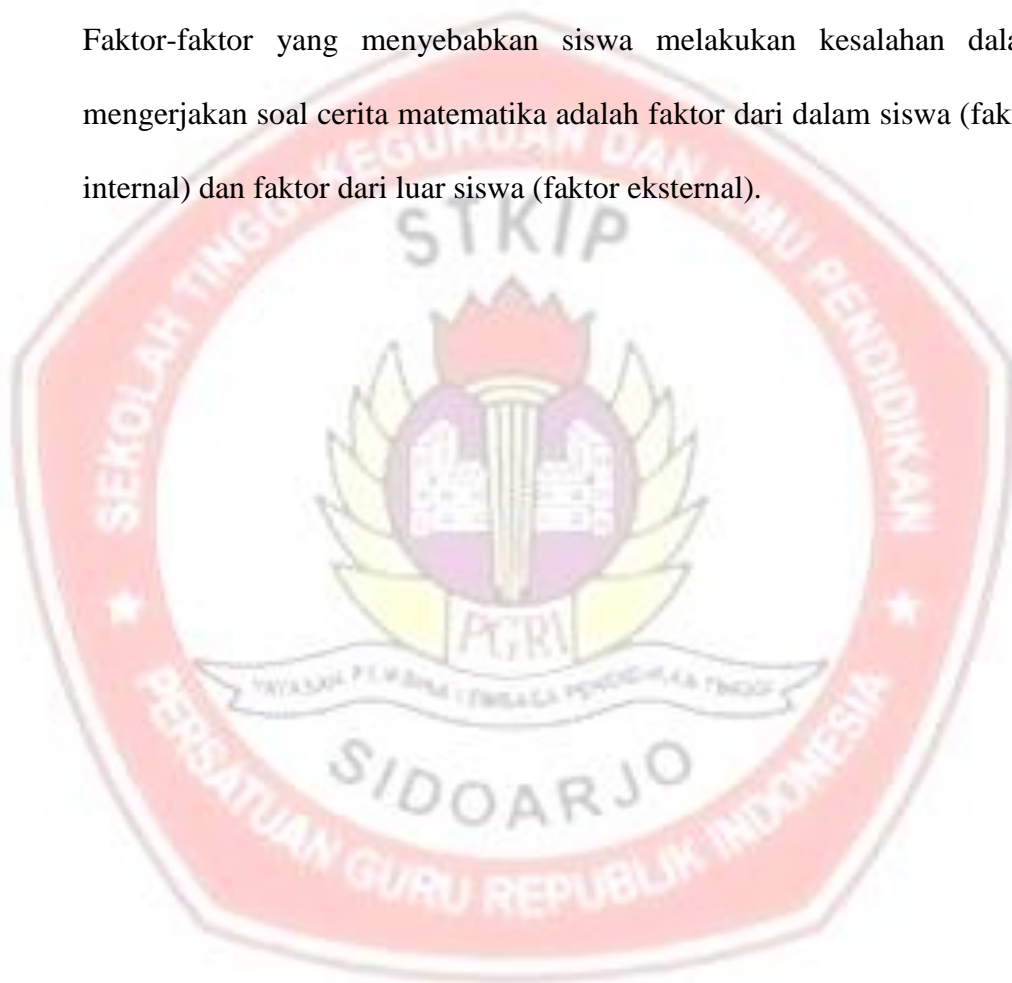 Faktor-faktor yang menyebabkan siswa melakukan kesalahan dala
mengerjakan soal cerita matematika adalah faktor dari dalam siswa (fak
internal) dan faktor dari luar siswa (faktor eksternal).
SEKOLAH TINGGI KEGURUAN DAN ILMU PENDIDIKAN
STKIP
PGRI
SIDOARJO
PERSATUAN GURU REPUBLIK INDONESIA